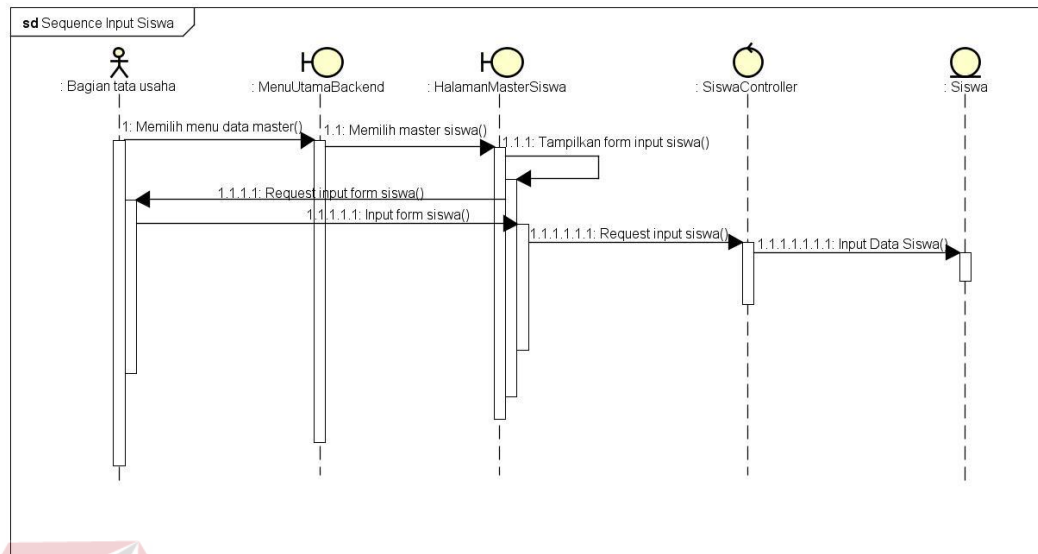 sd Sequence Input Siswa
: Bagian tata usaha
: MenuUtamaBackend
: HalamanMasterSiswa
: SiswaController
: Siswa
1: Memilih menu data master()
1.1: Memilih master siswa()
1.1.1: Tampilkan form input siswa()
1.1.1.1: Request input form siswa()
1.1.1.1.1: Input form siswa()
1.1.1.1.1.1: Request input siswa()
1.1.1.1.1.1.1: Input Data Siswa()